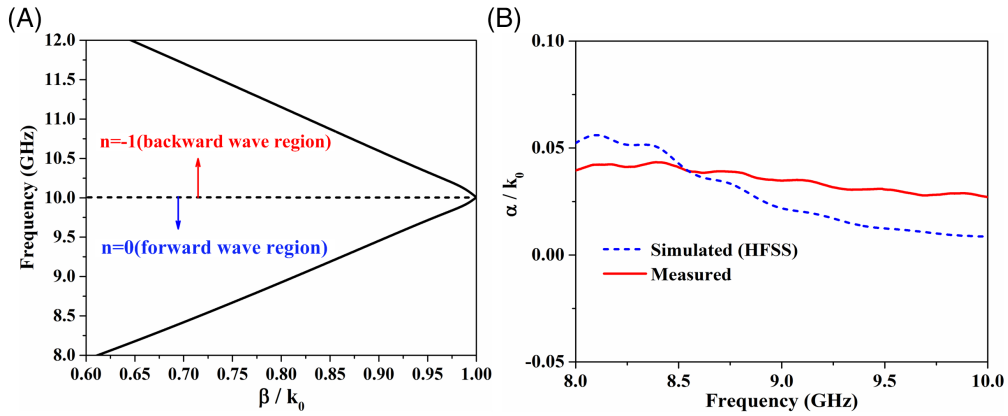 (A)
12.0
11.5
11.0
10.5
10.0
9.5
9.0
8.5
8.0
Frequency (GHz)
n=-1(backward wave region)
n=0(forward wave region)
0.60 0.65 0.70 0.75 0.80 0.85 0.90 0.95 1.00
β / k0
(B)
0.10
0.05
0.00
-0.05
α / k0
Simulated (HFSS)
Measured
8.0 8.5 9.0 9.5 10.0
Frequency (GHz)